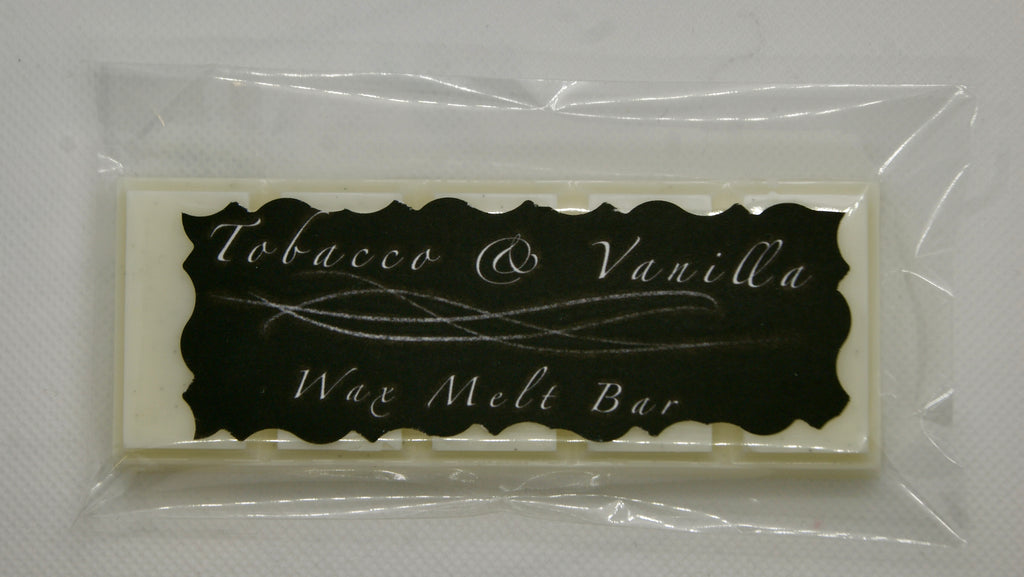 Tobacco & Vanilla
Wax Melt Bar